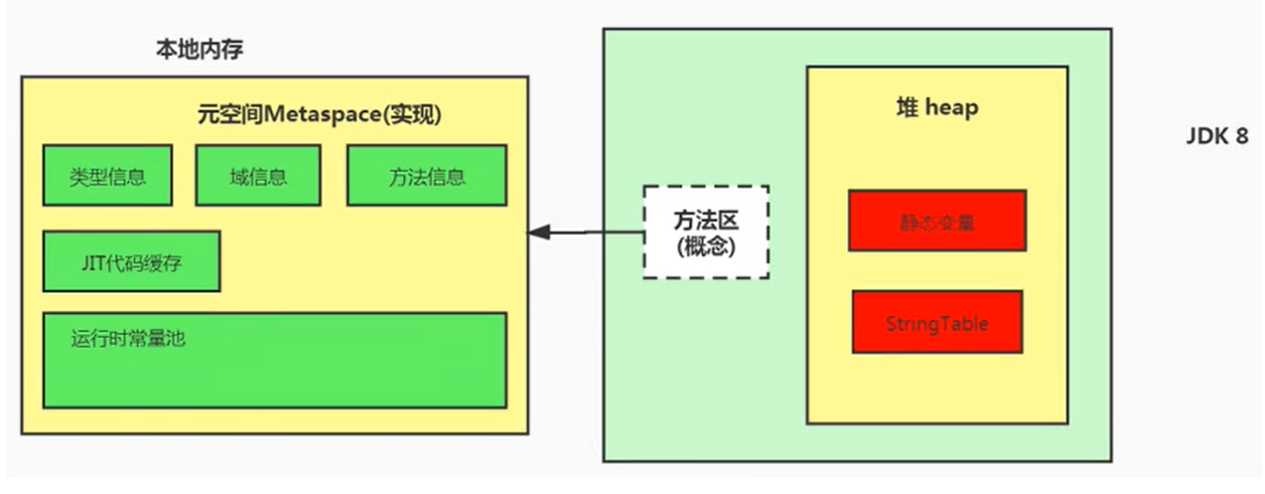 本地内存
元空间Metaspace(实现)
类型信息
域信息
方法信息
JIT代码缓存
运行时常量池
方法区
(概念)
堆 heap
静态变量
StringTable
JDK 8